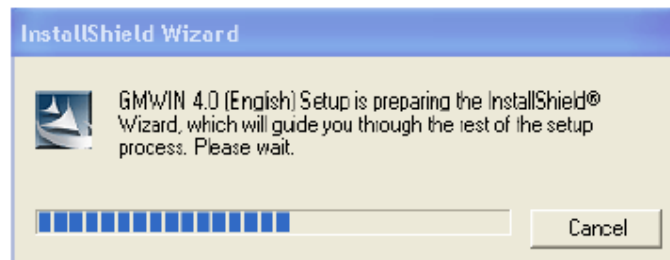 InstallShield Wizard
GMWIN 4.0 (English) Setup is preparing the InstallShield®
Wizard, which will guide you through the rest of the setup
process. Please wait.
Cancel